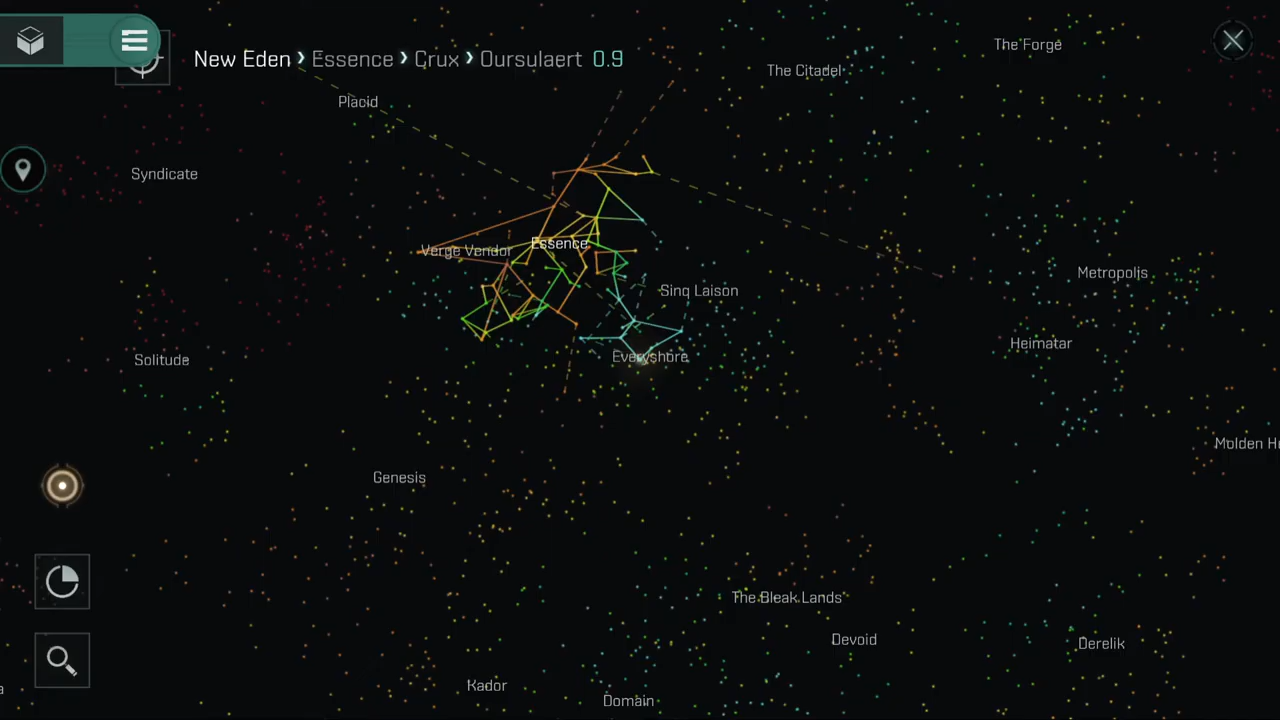 New Eden › Essence › Crux › Oursulaert 0.9
The Forge
The Citadel
Placid
Syndicate
Essence
Verge Vendor
Metropolis
Sinq Laison
Heimatar
Everyshore
Solitude
Molden He
Genesis
The Bleak Lands
Devoid
Derelik
Kador
a
Domain